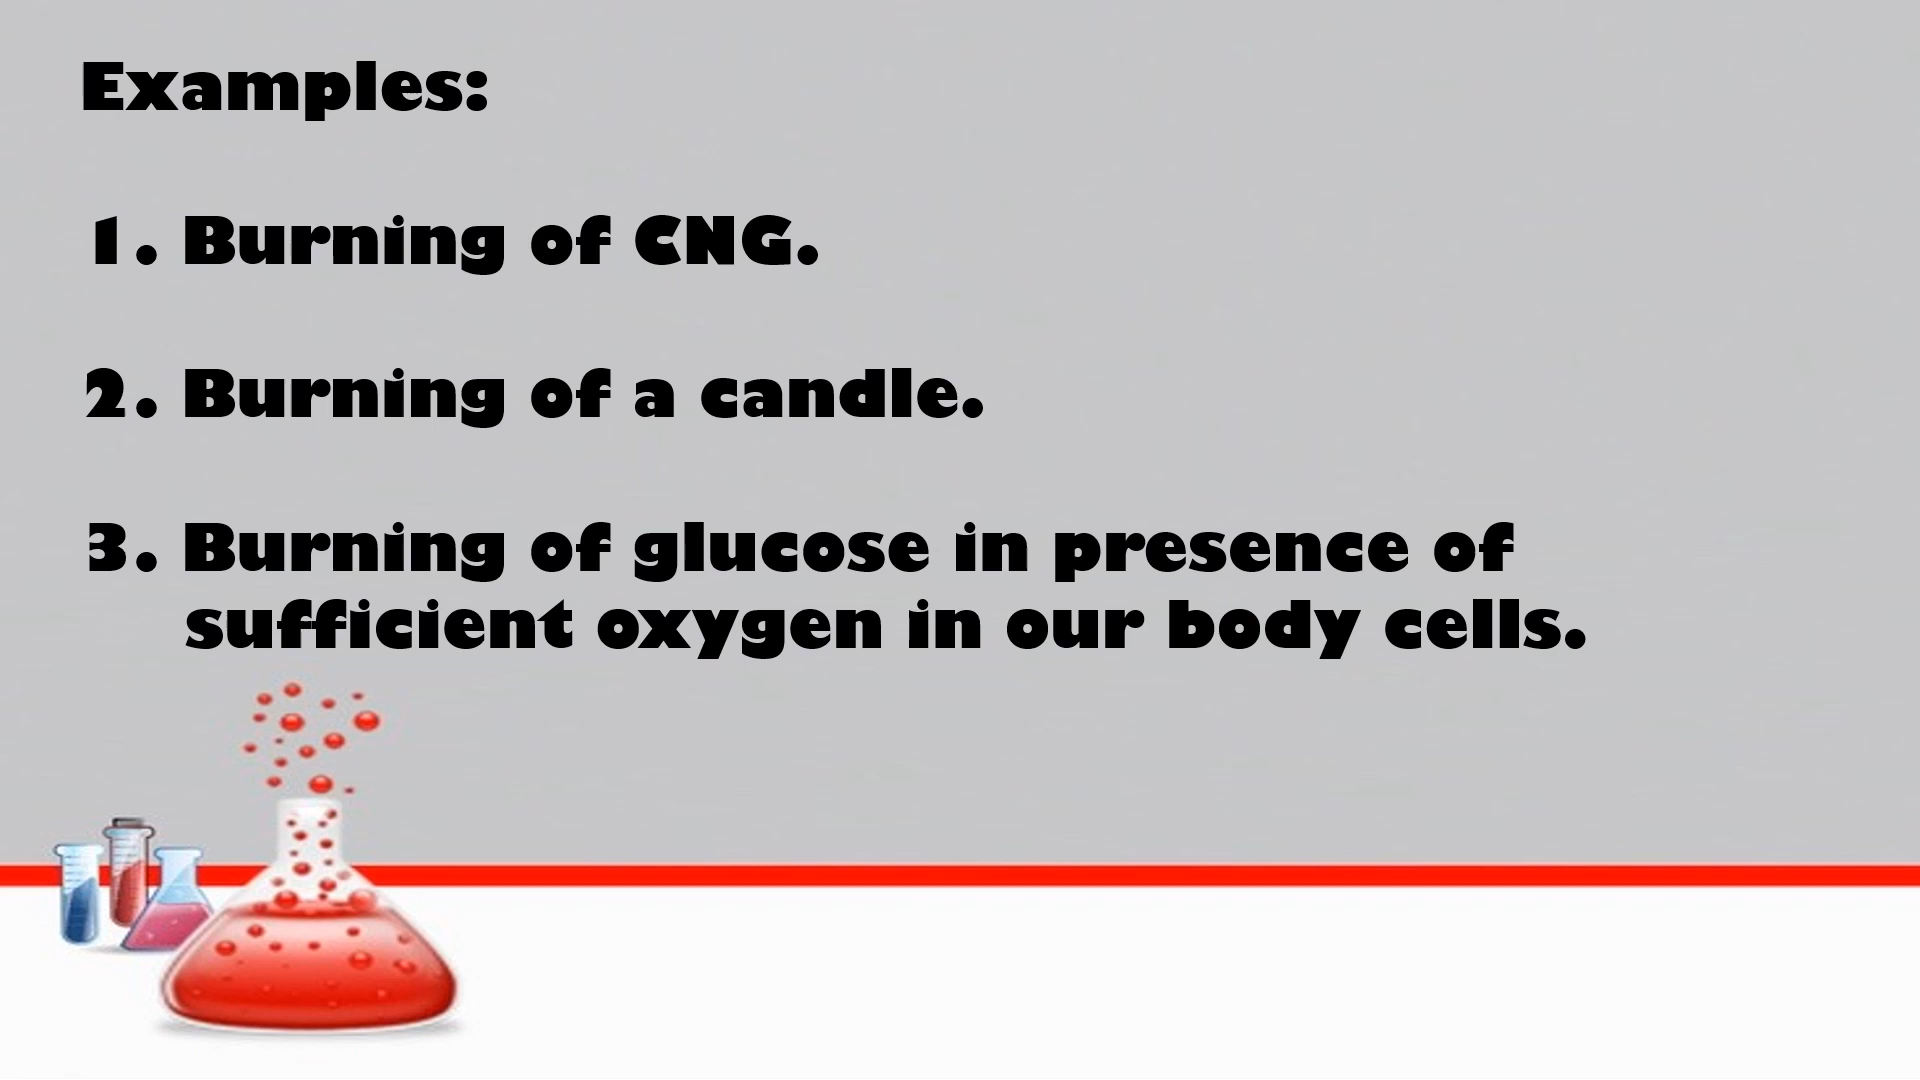 Examples:
1. Burning of CNG.
2. Burning of a candle.
3. Burning of glucose in presence of
sufficient oxygen in our body cells.